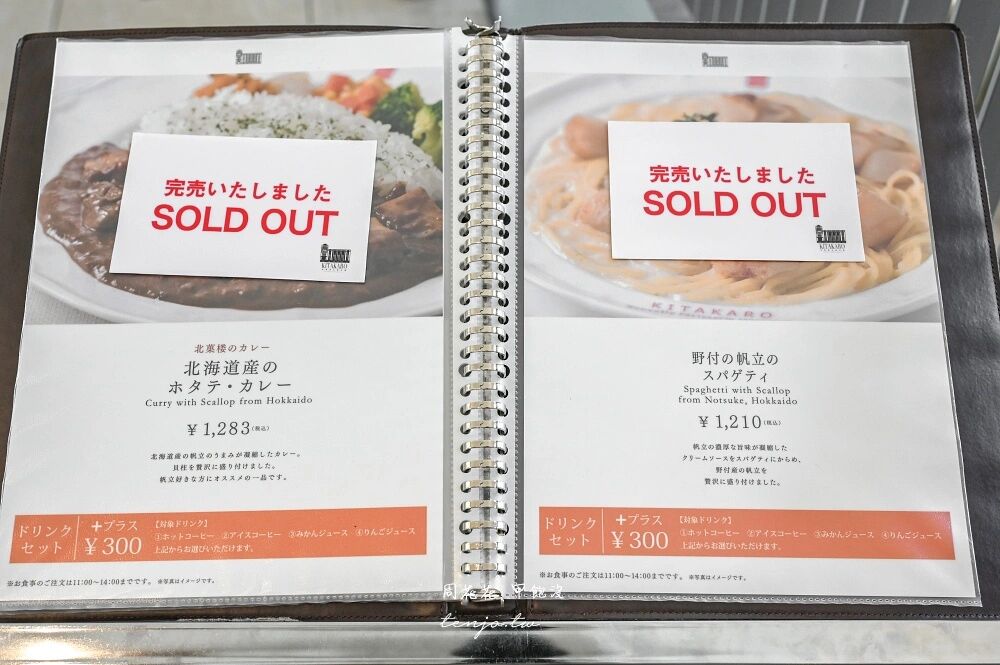 完売いたしました
SOLD OUT
KITAKARO
北菓楼のカレー
北海道産の
ホタテ・カレー
Curry with Scallop from Hokkaido
¥1,283(税込)
北海道産の帆立のうまみが凝縮したカレー。
貝柱を贅沢に盛り付けました。
帆立好きな方にオススメの一品です。
ドリンク
セット
+プラス
¥300
【対象ドリンク】
①ホットコーヒー ②アイスコーヒー ③みかんジュース ④りんごジュース
上記からお選びいただけます。
※お食事のご注文は11:00~14:00までです。 ※写真はイメージです。
完売いたしました
SOLD OUT
KITAKARO
KITAKARO
野付の帆立の
スパゲティ
Spaghetti with Scallop
from Notsuke, Hokkaido
¥1,210(税込)
帆立の濃厚な旨味が凝縮した
クリームソースをスパゲティにからめ、
野付産の帆立を
贅沢に盛り付けました。
ドリンク
セット
+プラス
¥300
【対象ドリンク】
①ホットコーヒー ②アイスコーヒー ③みかんジュース ④りんごジュース
上記からお選びいただけます。
※お食事のご注文は11:00~14:00までです。 ※写真はイメージです。
tenjo.tw